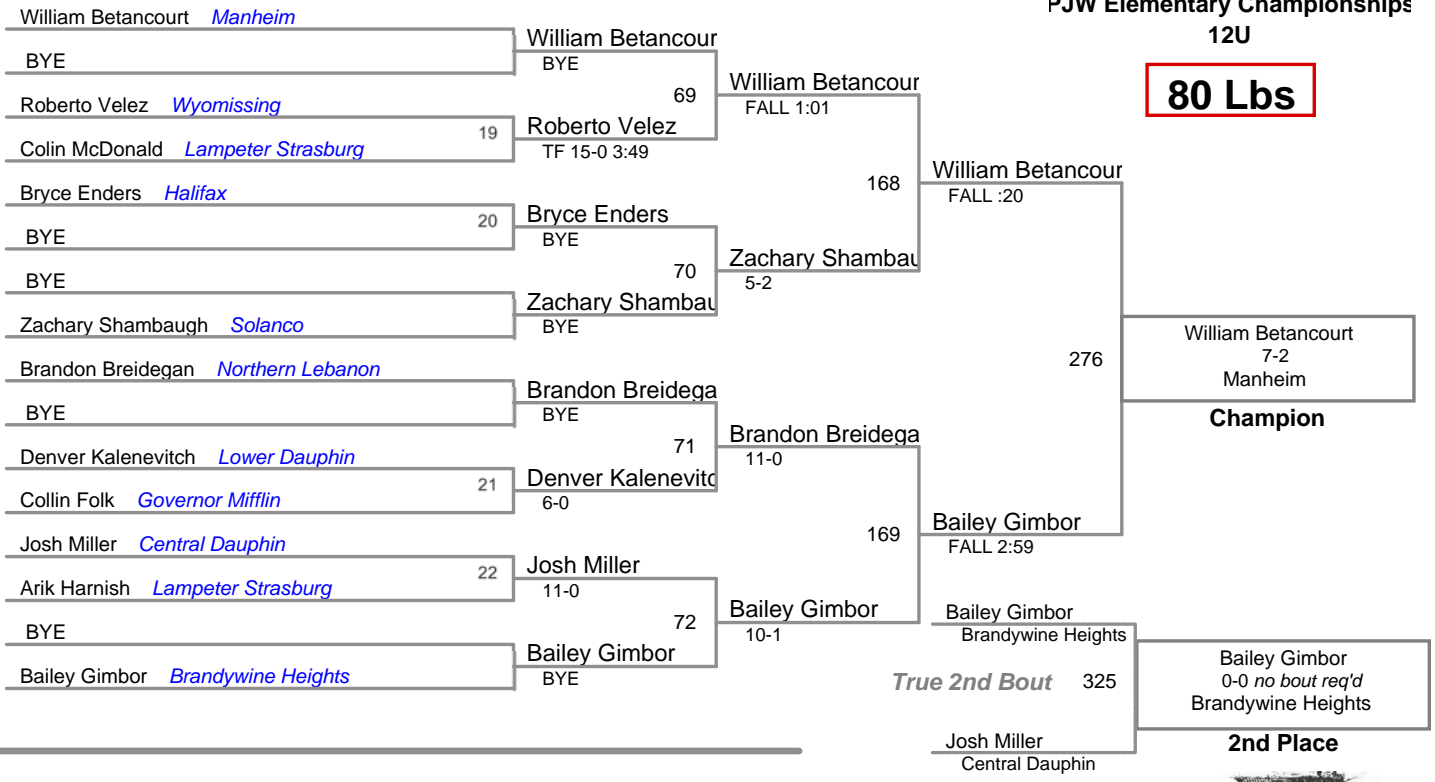 PJW Elementary Championships
12U
80 Lbs
William Betancourt Manheim
BYE
Roberto Velez Wyomissing
Colin McDonald Lampeter Strasburg
Bryce Enders Halifax
BYE
BYE
Zachary Shambaugh Solanco
Brandon Breidegan Northern Lebanon
BYE
Denver Kalenevitch Lower Dauphin
Collin Folk Governor Mifflin
Josh Miller Central Dauphin
Arik Harnish Lampeter Strasburg
BYE
Bailey Gimbor Brandywine Heights
19
20
21
22
William Betancour
BYE
Roberto Velez
TF 15-0 3:49
Bryce Enders
BYE
Zachary Shambau
BYE
Brandon Breidega
BYE
Denver Kalenevitc
6-0
Josh Miller
11-0
Bailey Gimbor
BYE
69
70
71
72
William Betancour
FALL 1:01
Zachary Shambau
5-2
Brandon Breidega
11-0
Bailey Gimbor
10-1
168
169
William Betancour
FALL :20
Bailey Gimbor
FALL 2:59
276
William Betancourt
7-2
Manheim
Champion
Bailey Gimbor
Brandywine Heights
True 2nd Bout 325
Josh Miller
Central Dauphin
Bailey Gimbor
0-0 no bout req'd
Brandywine Heights
2nd Place